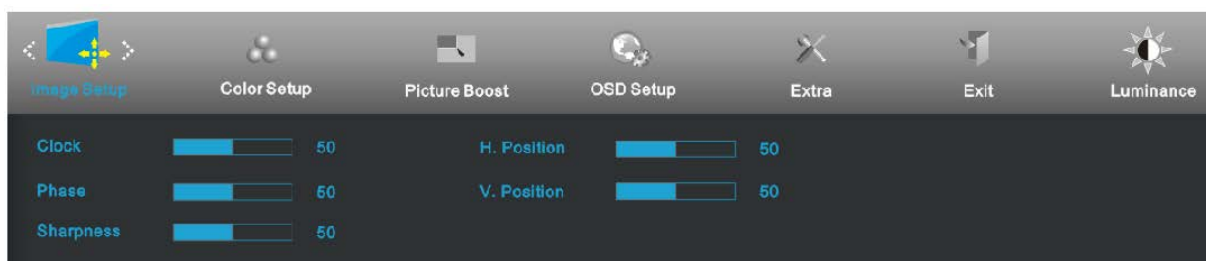 Image Setup Color Setup Picture Boost OSD Setup Extra Exit Luminance
Clock 50 H. Position 50
Phase 50 V. Position 50
Sharpness 50